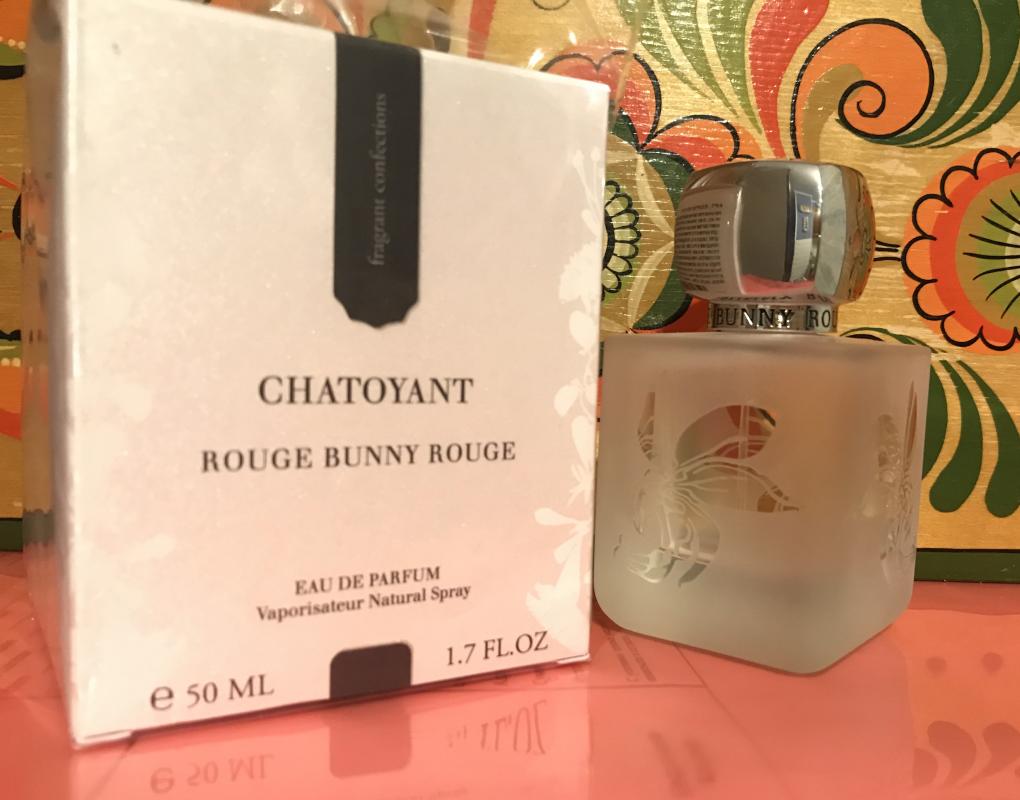 fragrant confections
CHATOYANT
ROUGE BUNNY ROUGE
EAU DE PARFUM
Vaporisateur Natural Spray
℮ 50 ML
1.7 FL.OZ
BUNNY RO